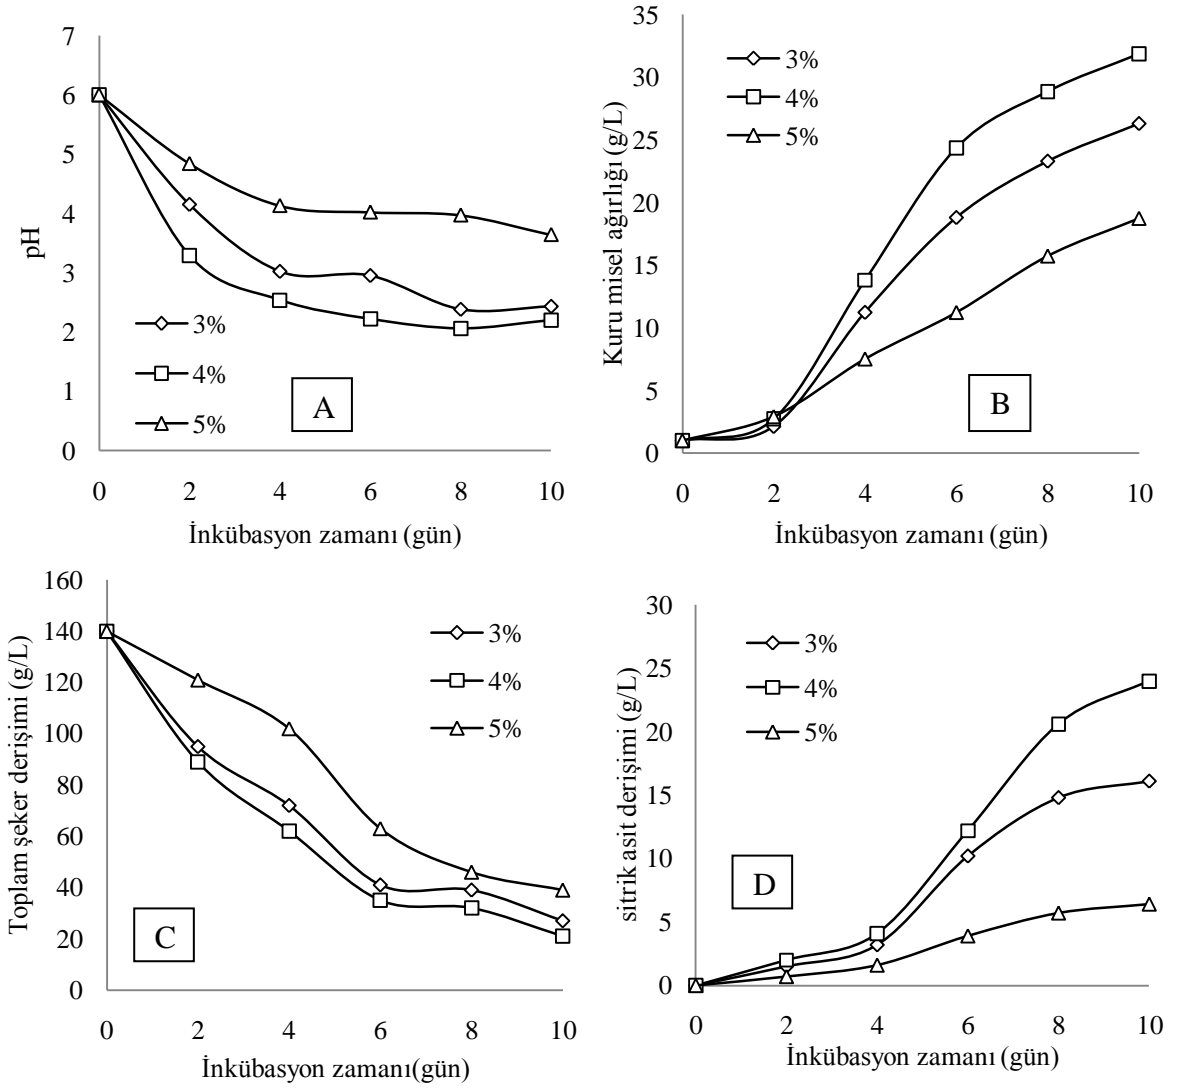 7
6
5
4
3
2
1
0
pH
3%
4%
5%
A
0 2 4 6 8 10
İnkübasyon zamanı (gün)
35
30
25
20
15
10
5
0
Kuru misel ağırlığı (g/L)
3%
4%
5%
B
0 2 4 6 8 10
İnkübasyon zamanı (gün)
160
140
120
100
80
60
40
20
0
Toplam şeker derişimi (g/L)
3%
4%
5%
C
0 2 4 6 8 10
İnkübasyon zamanı(gün)
30
25
20
15
10
5
0
sitrik asit derişimi (g/L)
3%
4%
5%
D
0 2 4 6 8 10
İnkübasyon zamanı (gün)